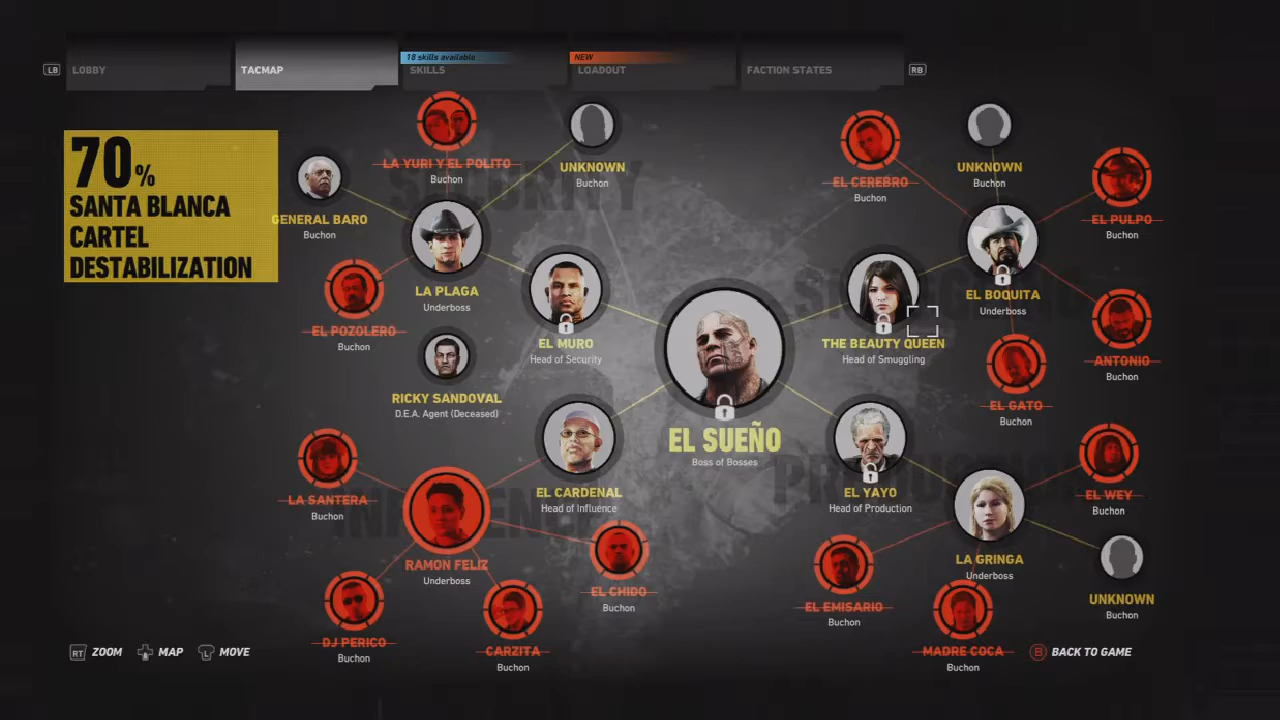 LB
LOBBY
TACMAP
18 skills available
SKILLS
NEW
LOADOUT
FACTION STATES
RB
70%
SANTA BLANCA
CARTEL
DESTABILIZATION
SECURITY
SMUGGLING
INFLUENCE
PRODUCTION
LA YURI Y EL POLITO
Buchon
UNKNOWN
Buchon
GENERAL BARO
Buchon
LA PLAGA
Underboss
EL POZOLERO
Buchon
EL MURO
Head of Security
RICKY SANDOVAL
D.E.A. Agent (Deceased)
EL CEREBRO
Buchon
UNKNOWN
Buchon
EL PULPO
Buchon
EL BOQUITA
Underboss
THE BEAUTY QUEEN
Head of Smuggling
ANTONIO
Buchon
EL GATO
Buchon
EL SUEÑO
Boss of Bosses
EL CARDENAL
Head of Influence
LA SANTERA
Buchon
RAMON FELIZ
Underboss
EL CHIDO
Buchon
DJ PERICO
Buchon
CARZITA
Buchon
EL YAYO
Head of Production
EL WEY
Buchon
LA GRINGA
Underboss
EL EMISARIO
Buchon
UNKNOWN
Buchon
MADRE COCA
Buchon
RT ZOOM
MAP
L MOVE
B BACK TO GAME